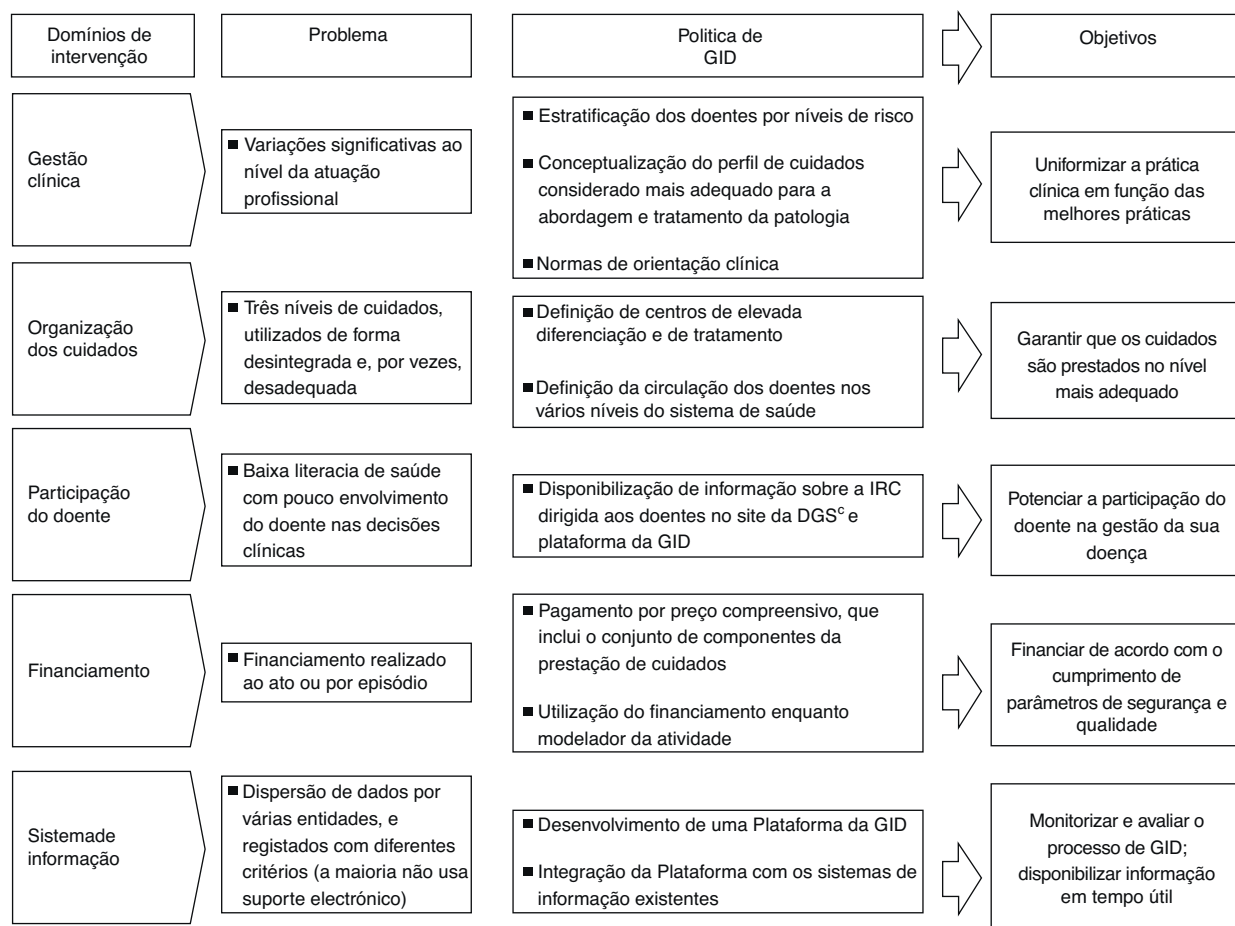 Domínios de
intervenção
Problema
Politica de
GID
Objetivos
Gestão
clínica
Variações significativas ao
nível da atuação
profissional
Estratificação dos doentes por níveis de risco
Conceptualização do perfil de cuidados
considerado mais adequado para a
abordagem e tratamento da patologia
Normas de orientação clínica
Uniformizar a prática
clínica em função das
melhores práticas
Organização
dos cuidados
Três níveis de cuidados,
utilizados de forma
desintegrada e, por vezes,
desadequada
Definição de centros de elevada
diferenciação e de tratamento
Definição da circulação dos doentes nos
vários níveis do sistema de saúde
Garantir que os cuidados
são prestados no nível
mais adequado
Participação
do doente
Baixa literacia de saúde
com pouco envolvimento
do doente nas decisões
clínicas
Disponibilização de informação sobre a IRC
dirigida aos doentes no site da DGSᶜ e
plataforma da GID
Potenciar a participação do
doente na gestão da sua
doença
Financiamento
Financiamento realizado
ao ato ou por episódio
Pagamento por preço compreensivo, que
inclui o conjunto de componentes da
prestação de cuidados
Utilização do financiamento enquanto
modelador da atividade
Financiar de acordo com o
cumprimento de
parâmetros de segurança e
qualidade
Sistemade
informação
Dispersão de dados por
várias entidades, e
registados com diferentes
critérios (a maioria não usa
suporte electrónico)
Desenvolvimento de uma Plataforma da GID
Integração da Plataforma com os sistemas de
informação existentes
Monitorizar e avaliar o
processo de GID;
disponibilizar informação
em tempo útil